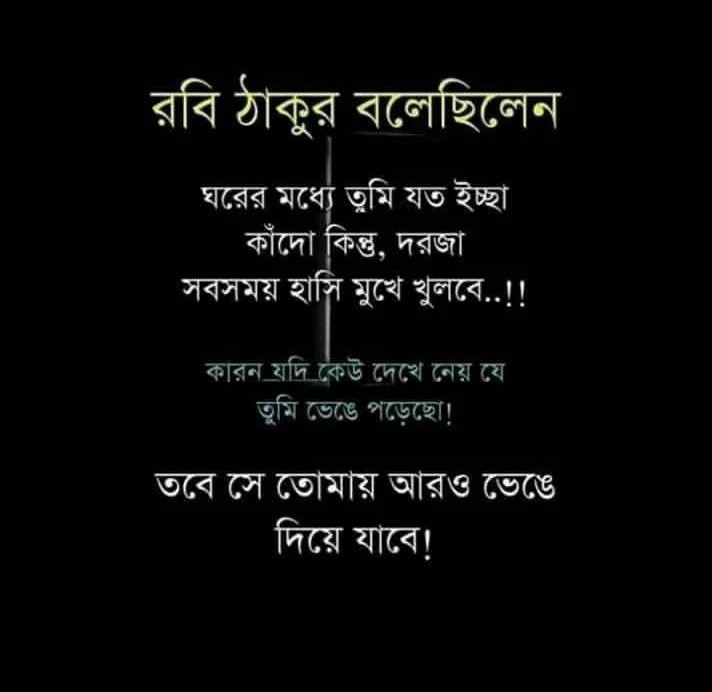 রবি ঠাকুর বলেছিলেন
ঘরের মধ্যে তুমি যত ইচ্ছা
কাঁদো কিন্তু, দরজা
সবসময় হাসি মুখে খুলবে..!!
কারন যদি কেউ দেখে নেয় যে
তুমি ভেঙে পড়েছো!
তবে সে তোমায় আরও ভেঙে
দিয়ে যাবে!